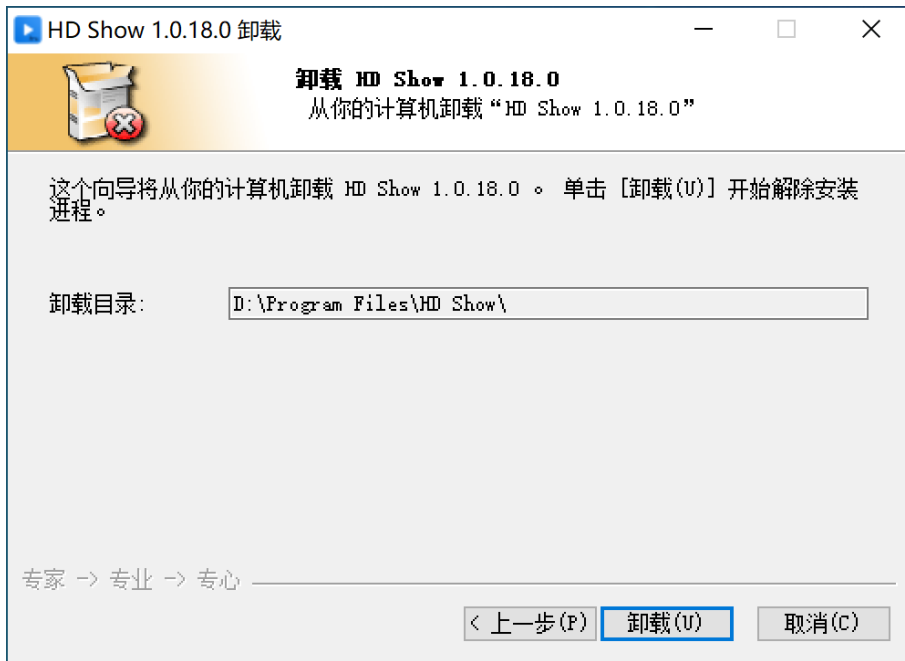 HD Show 1.0.18.0 卸载
卸载 HD Show 1.0.18.0
从你的计算机卸载“HD Show 1.0.18.0”
这个向导将从你的计算机卸载 HD Show 1.0.18.0 。 单击 [卸载(U)] 开始解除安装
进程。
卸载目录: D:\Program Files\HD Show\
专家 -> 专业 -> 专心
< 上一步(P) 卸载(U) 取消(C)